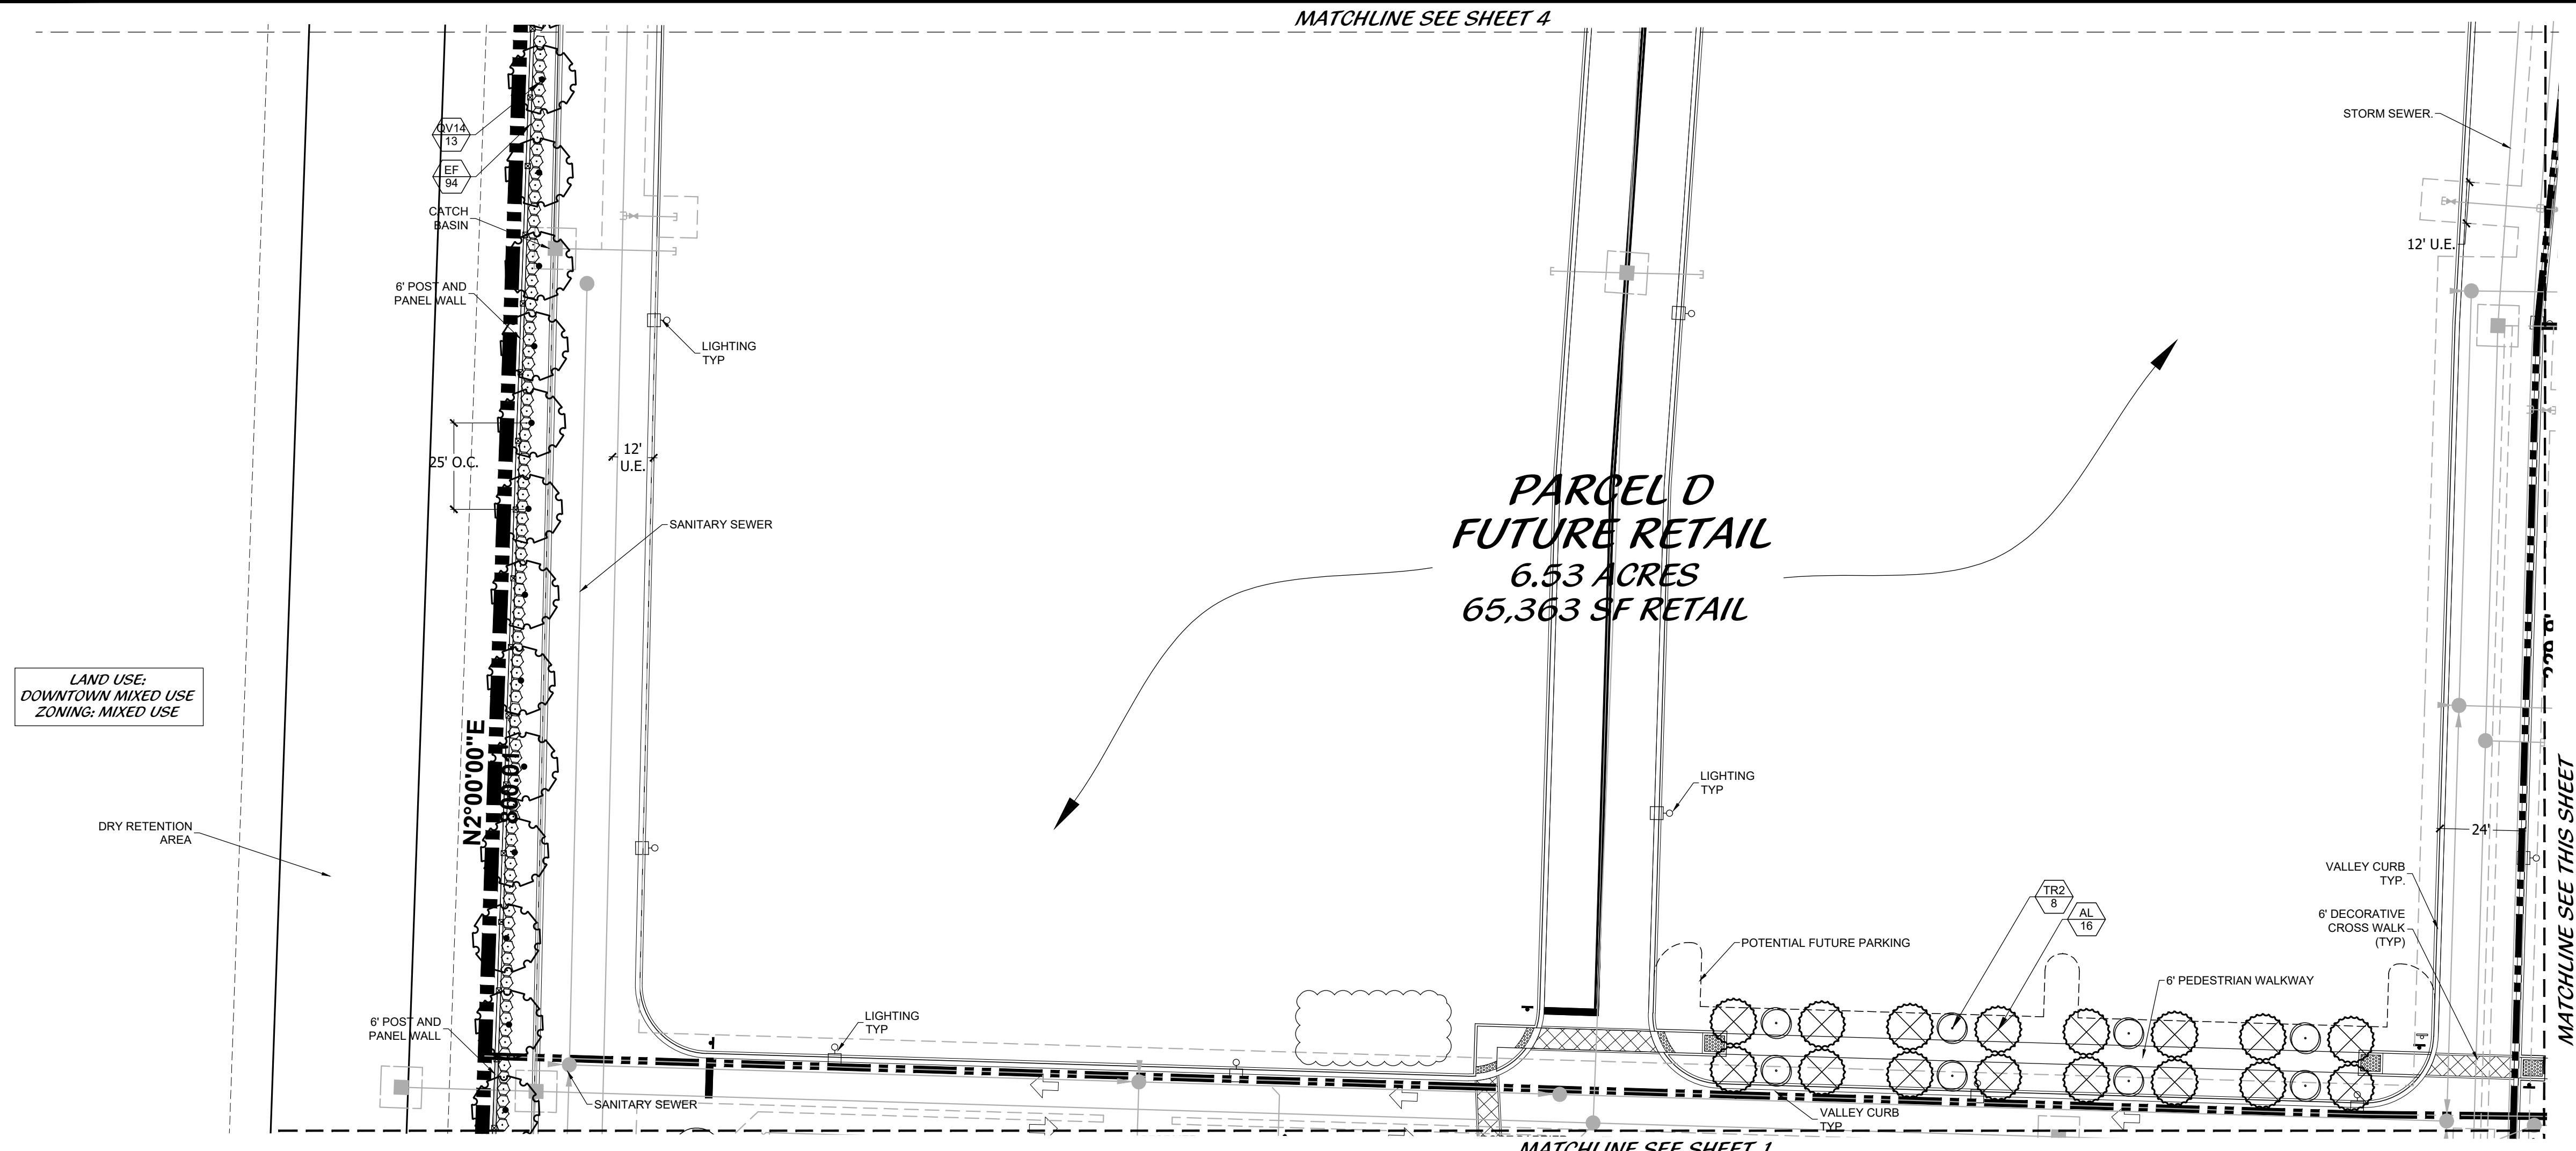 MATCHLINE SEE SHEET 4
STORM SEWER.
QV14
13
EF
94
CATCH
BASIN
12' U.E.
6' POST AND
PANEL WALL
LIGHTING
TYP
25' O.C.
12'
U.E.
PARCEL D
FUTURE RETAIL
6.53 ACRES
65,363 SF RETAIL
SANITARY SEWER
LAND USE:
DOWNTOWN MIXED USE
ZONING: MIXED USE
N2°00'00"E
LIGHTING
TYP
DRY RETENTION
AREA
24'
VALLEY CURB
TYP.
6' DECORATIVE
CROSS WALK
(TYP)
MATCHLINE SEE THIS SHEET
TR2
8
AL
16
POTENTIAL FUTURE PARKING
6' PEDESTRIAN WALKWAY
6' POST AND
PANEL WALL
LIGHTING
TYP
SANITARY SEWER
VALLEY CURB
TYP
MATCHLINE SEE SHEET 1